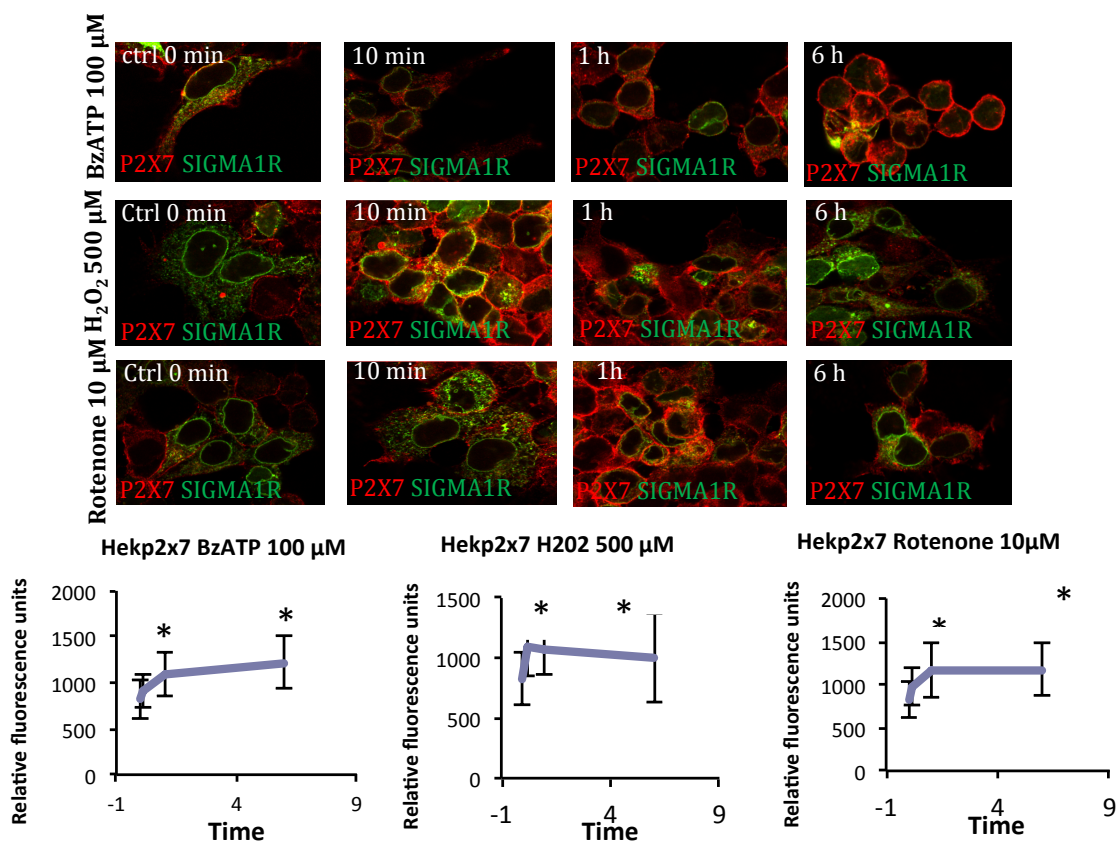 BzATP 100 μM
ctrl 0 min
10 min
1 h
6 h
P2X7 SIGMA1R
P2X7 SIGMA1R
P2X7 SIGMA1R
P2X7 SIGMA1R
H₂O₂ 500 μM
Ctrl 0 min
10 min
1 h
6 h
P2X7 SIGMA1R
P2X7 SIGMA1R
P2X7 SIGMA1R
P2X7 SIGMA1R
Rotenone 10 μM
Ctrl 0 min
10 min
1h
6 h
P2X7 SIGMA1R
P2X7 SIGMA1R
P2X7 SIGMA1R
P2X7 SIGMA1R
Hekp2x7 BzATP 100 μM
Relative fluorescence units
2000
1500
1000
500
0
* *
-1 4 9
Time
Hekp2x7 H202 500 μM
Relative fluorescence units
1500
1000
500
0
* *
-1 4 9
Time
Hekp2x7 Rotenone 10μM
Relative fluorescence units
2000
1500
1000
500
0
* *
-1 4 9
Time